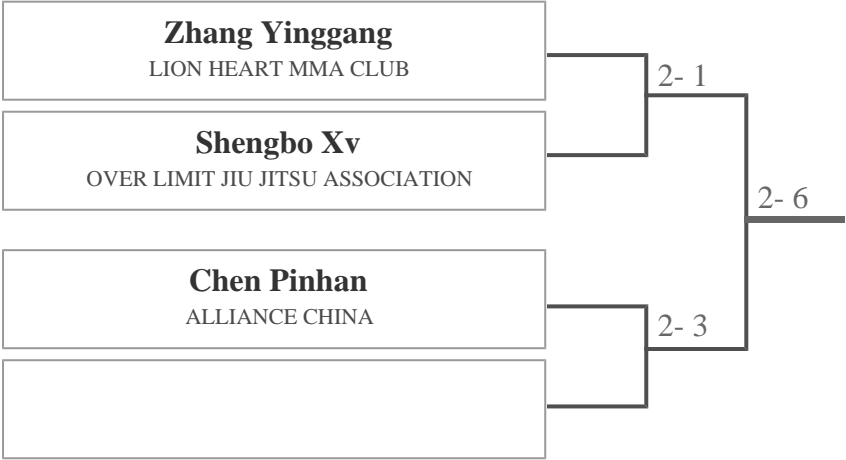 Zhang Yinggang
LION HEART MMA CLUB
2- 1
Shengbo Xv
OVER LIMIT JIU JITSU ASSOCIATION
2- 6
Chen Pinhan
ALLIANCE CHINA
2- 3